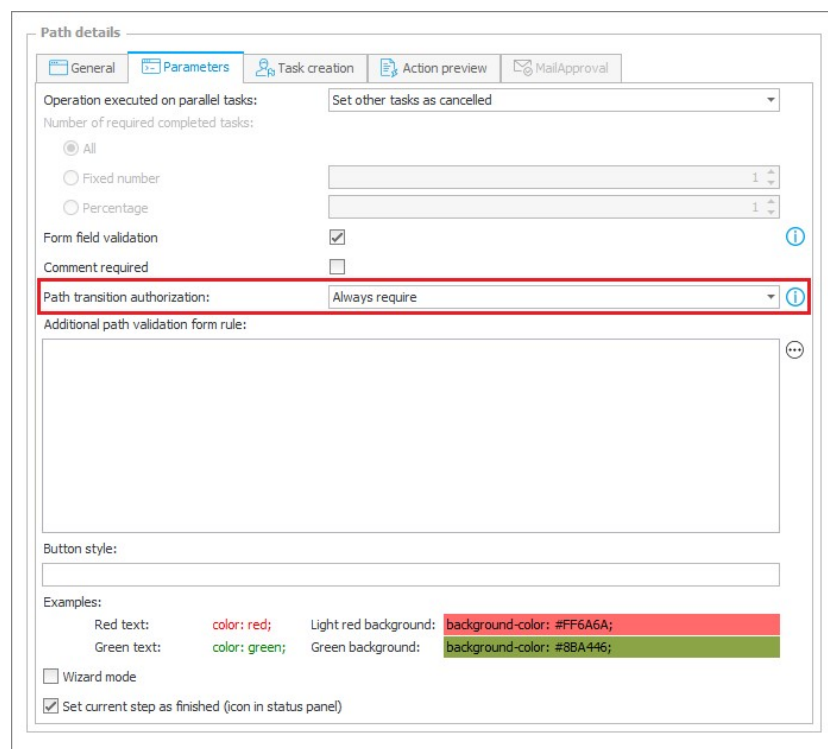 Path details
General Parameters Task creation Action preview MailApproval
Operation executed on parallel tasks: Set other tasks as cancelled
Number of required completed tasks:
All
Fixed number 1
Percentage 1
Form field validation
Comment required
Path transition authorization: Always require
Additional path validation form rule:
Button style:
Examples:
Red text: color: red; Light red background: background-color: #FF6A6A;
Green text: color: green; Green background: background-color: #8BA446;
Wizard mode
Set current step as finished (icon in status panel)